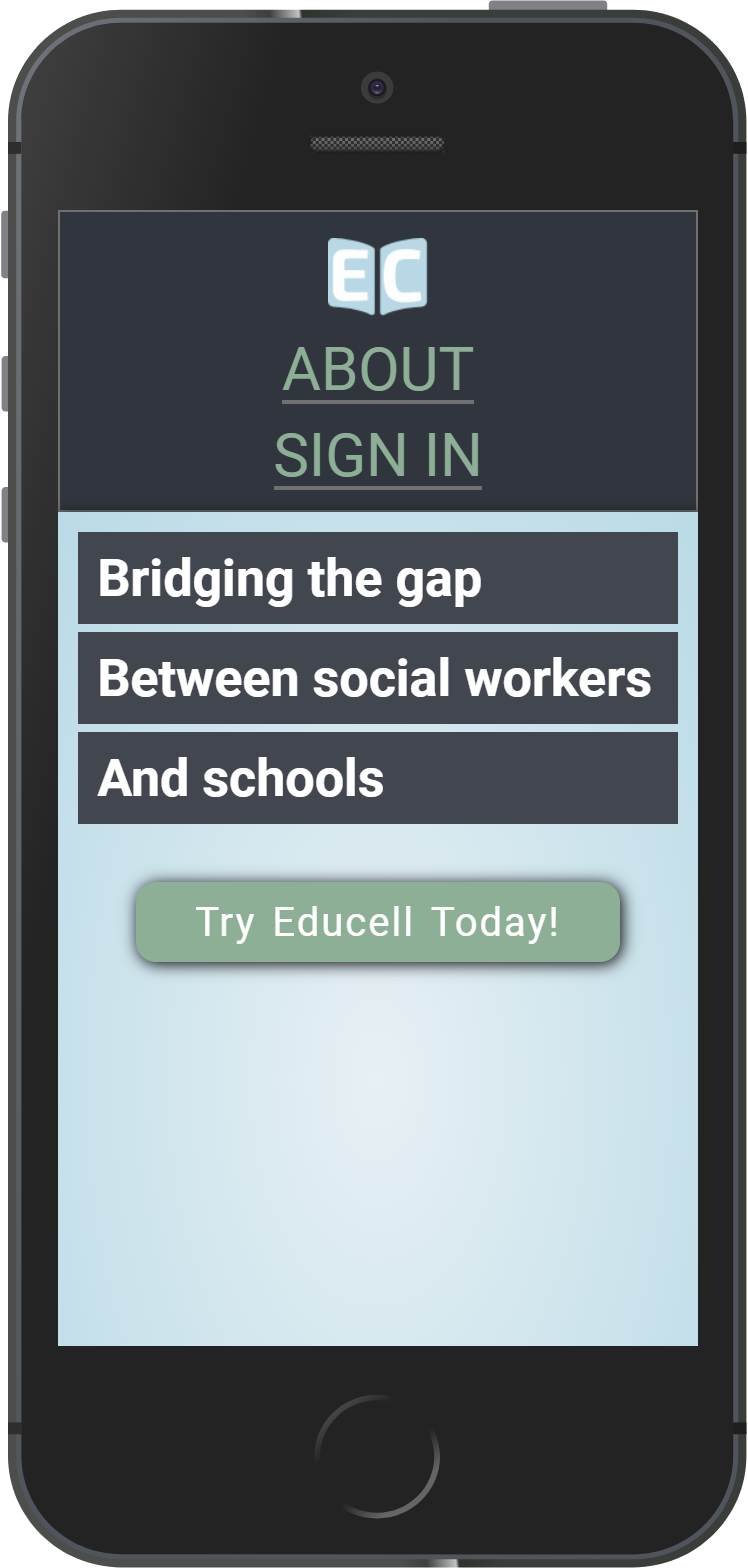 EC
ABOUT
SIGN IN
Bridging the gap
Between social workers
And schools
Try Educell Today!